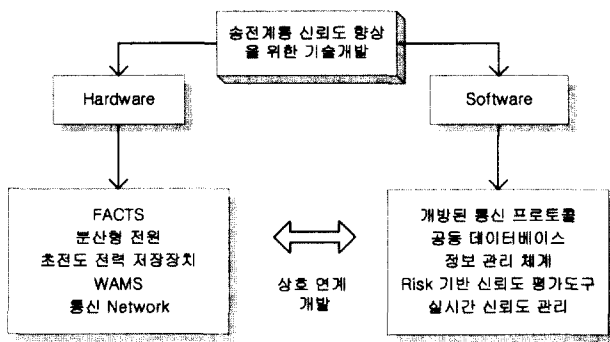 송전계통 신뢰도 향상
을 위한 기술개발
Hardware
Software
FACTS
분산형 전원
초전도 전력 저장장치
WAMS
통신 Network
상호 연계
개발
개방된 통신 프로토콜
공동 데이터베이스
정보 관리 체계
Risk 기반 신뢰도 평가도구
실시간 신뢰도 관리